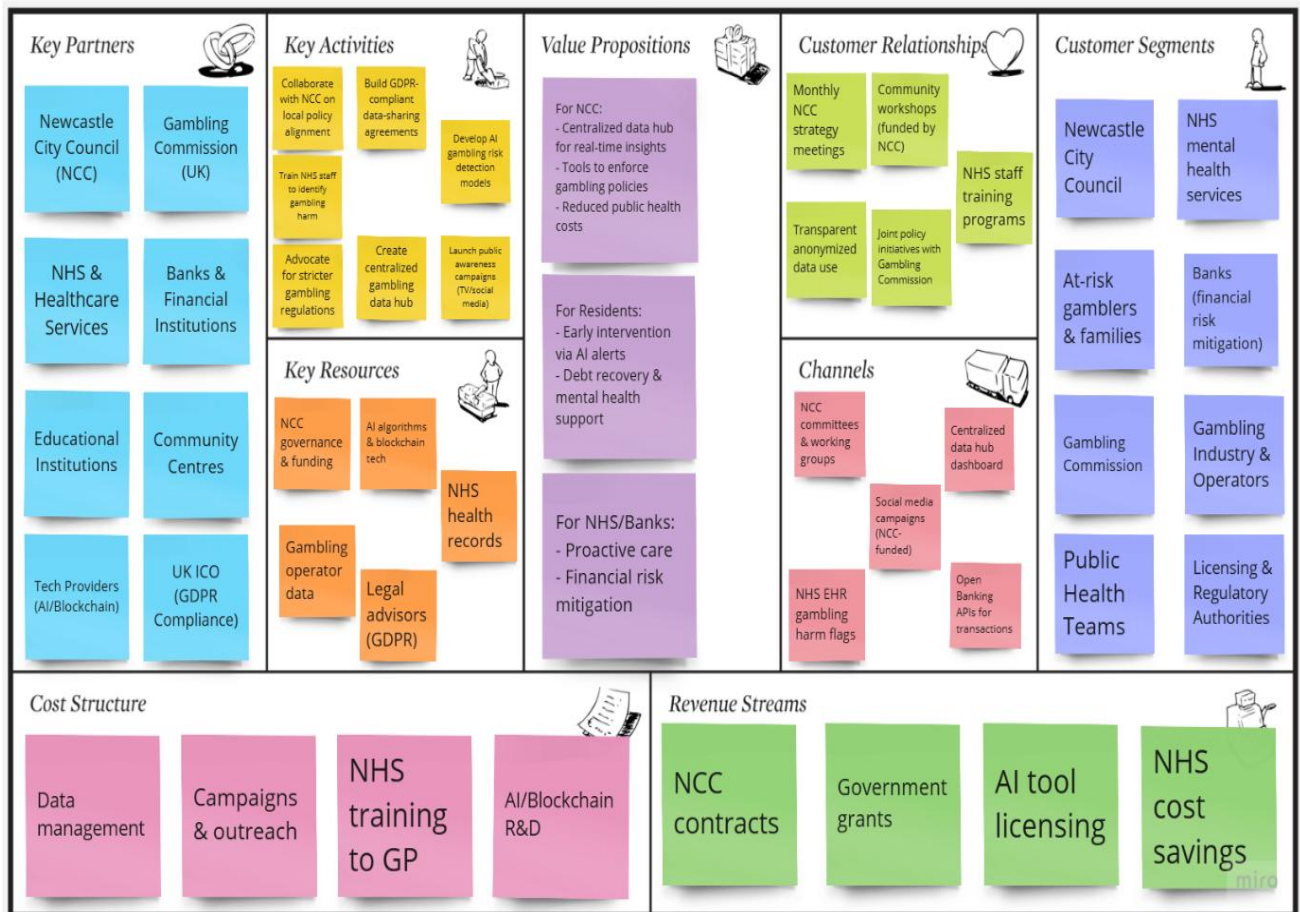 Key Partners
Newcastle
City Council
(NCC)
Gambling
Commission
(UK)
NHS &
Healthcare
Services
Banks &
Financial
Institutions
Educational
Institutions
Community
Centres
Tech Providers
(AI/Blockchain)
UK ICO
(GDPR
Compliance)
Key Activities
Collaborate
with NCC on
local policy
alignment
Build GDPR-
compliant
data-sharing
agreements
Develop AI
gambling risk
detection
models
Train NHS staff
to identify
gambling
harm
Advocate
for stricter
gambling
regulations
Create
centralized
gambling
data hub
Launch public
awareness
campaigns
(TV/social
media)
Key Resources
NCC
governance
& funding
AI algorithms
& blockchain
tech
NHS
health
records
Gambling
operator
data
Legal
advisors
(GDPR)
Value Propositions
For NCC:
- Centralized data hub
for real-time insights
- Tools to enforce
gambling policies
- Reduced public health
costs
For Residents:
- Early intervention
via AI alerts
- Debt recovery &
mental health
support
For NHS/Banks:
- Proactive care
- Financial risk
mitigation
Customer Relationships
Monthly
NCC
strategy
meetings
Community
workshops
(funded by
NCC)
NHS staff
training
programs
Transparent
anonymized
data use
Joint policy
initiatives with
Gambling
Commission
Channels
NCC
committees
& working
groups
Centralized
data hub
dashboard
Social media
campaigns
(NCC-
funded)
NHS EHR
gambling
harm flags
Open
Banking
APIs for
transactions
Customer Segments
Newcastle
City
Council
NHS
mental
health
services
At-risk
gamblers
& families
Banks
(financial
risk
mitigation)
Gambling
Commission
Gambling
Industry &
Operators
Public
Health
Teams
Licensing &
Regulatory
Authorities
Cost Structure
Data
management
Campaigns
& outreach
NHS
training
to GP
AI/Blockchain
R&D
Revenue Streams
NCC
contracts
Government
grants
AI tool
licensing
NHS
cost
savings
miro